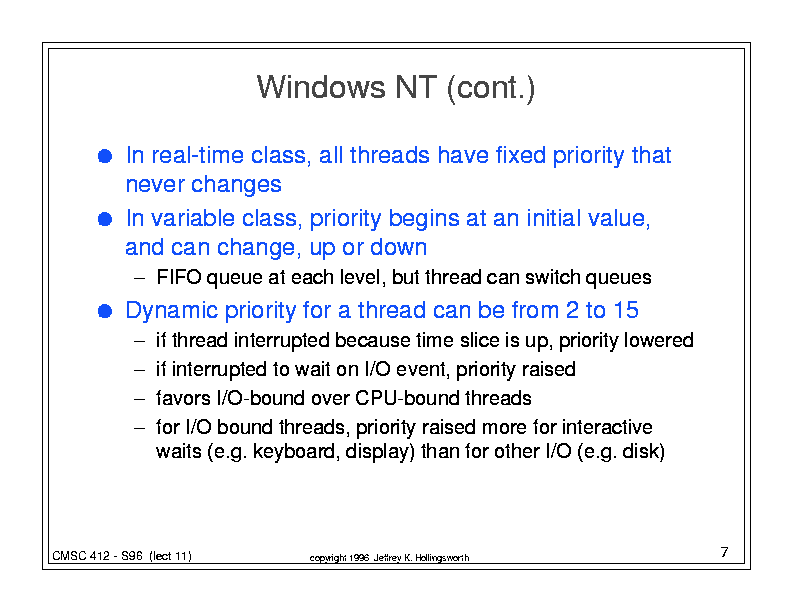 Windows NT (cont.)
● In real-time class, all threads have fixed priority that
never changes
● In variable class, priority begins at an initial value,
and can change, up or down
– FIFO queue at each level, but thread can switch queues
● Dynamic priority for a thread can be from 2 to 15
– if thread interrupted because time slice is up, priority lowered
– if interrupted to wait on I/O event, priority raised
– favors I/O-bound over CPU-bound threads
– for I/O bound threads, priority raised more for interactive
waits (e.g. keyboard, display) than for other I/O (e.g. disk)
CMSC 412 - S96 (lect 11)
copyright 1996 Jeffrey K. Hollingsworth
7